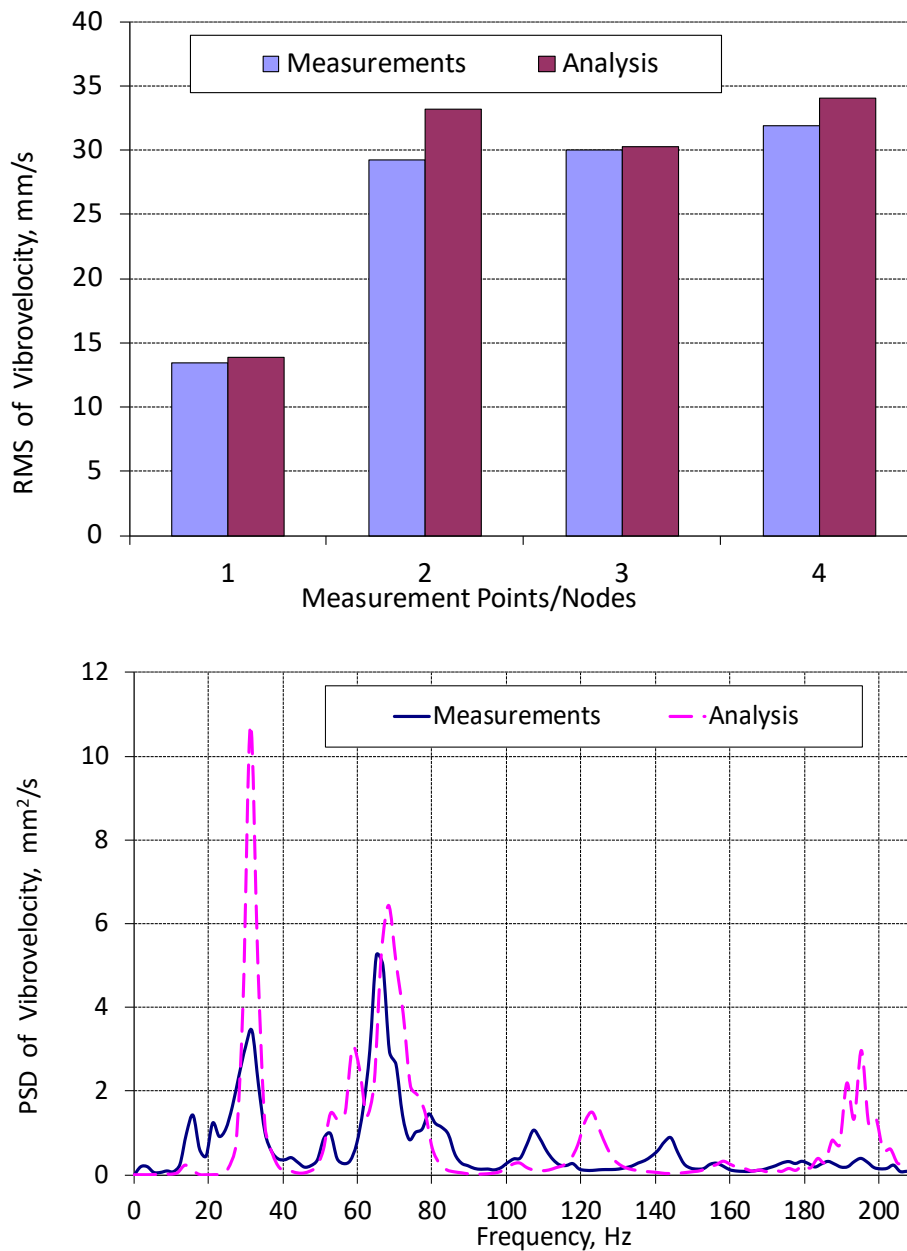 40
35
30
25
20
15
10
5
0
RMS of Vibrovelocity, mm/s
Measurements Analysis
1 2 3 4
Measurement Points/Nodes
12
10
8
6
4
2
0
PSD of Vibrovelocity, mm²/s
Measurements Analysis
0 20 40 60 80 100 120 140 160 180 200
Frequency, Hz